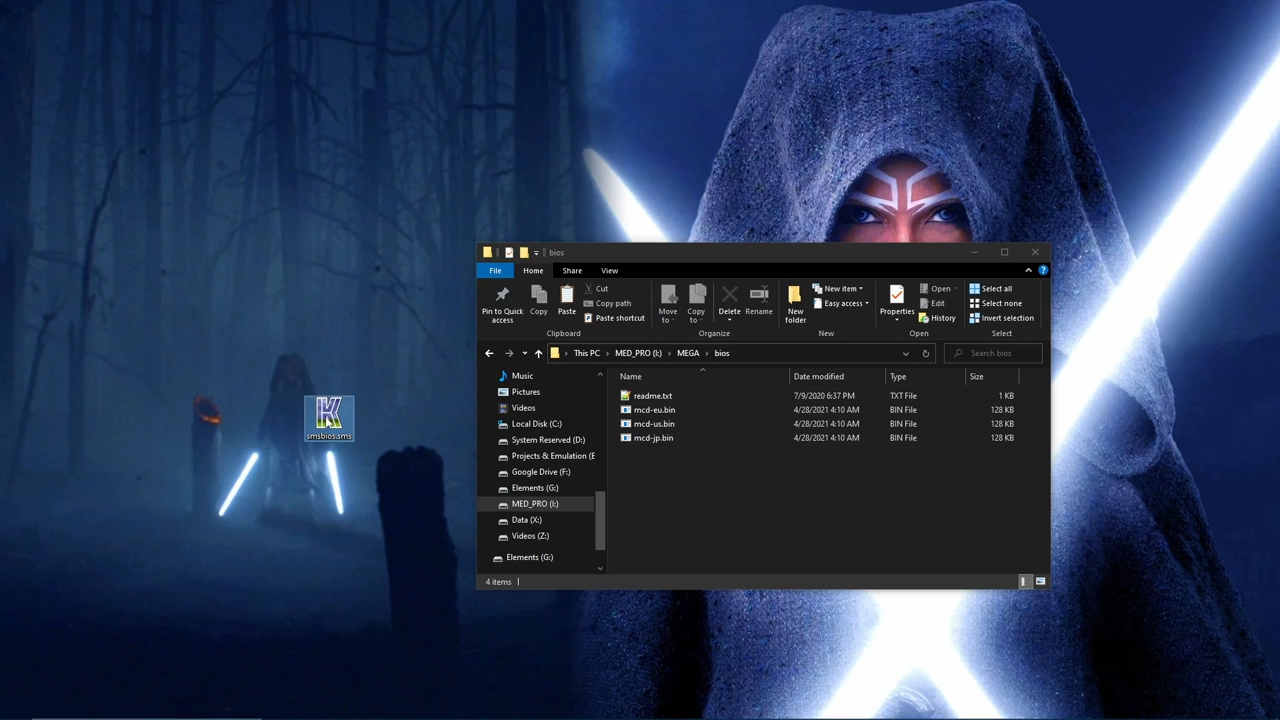 bios
File Home Share View
Pin to Quick access
Copy
Paste
Cut
Copy path
Paste shortcut
Clipboard
Move to
Copy to
Delete
Rename
Organize
New folder
New item
Easy access
New
Properties
Open
Edit
History
Open
Select all
Select none
Invert selection
Select
This PC > MED_PRO (I:) > MEGA > bios
Search bios
Music
Pictures
Videos
Local Disk (C:)
System Reserved (D:)
Projects & Emulation (E
Google Drive (F:)
Elements (G:)
MED_PRO (I:)
Data (X:)
Videos (Z:)
Elements (G:)
Name Date modified Type Size
readme.txt 7/9/2020 6:37 PM TXT File 1 KB
mcd-eu.bin 4/28/2021 4:10 AM BIN File 128 KB
mcd-us.bin 4/28/2021 4:10 AM BIN File 128 KB
mcd-jp.bin 4/28/2021 4:10 AM BIN File 128 KB
4 items
K
smsbios.sms